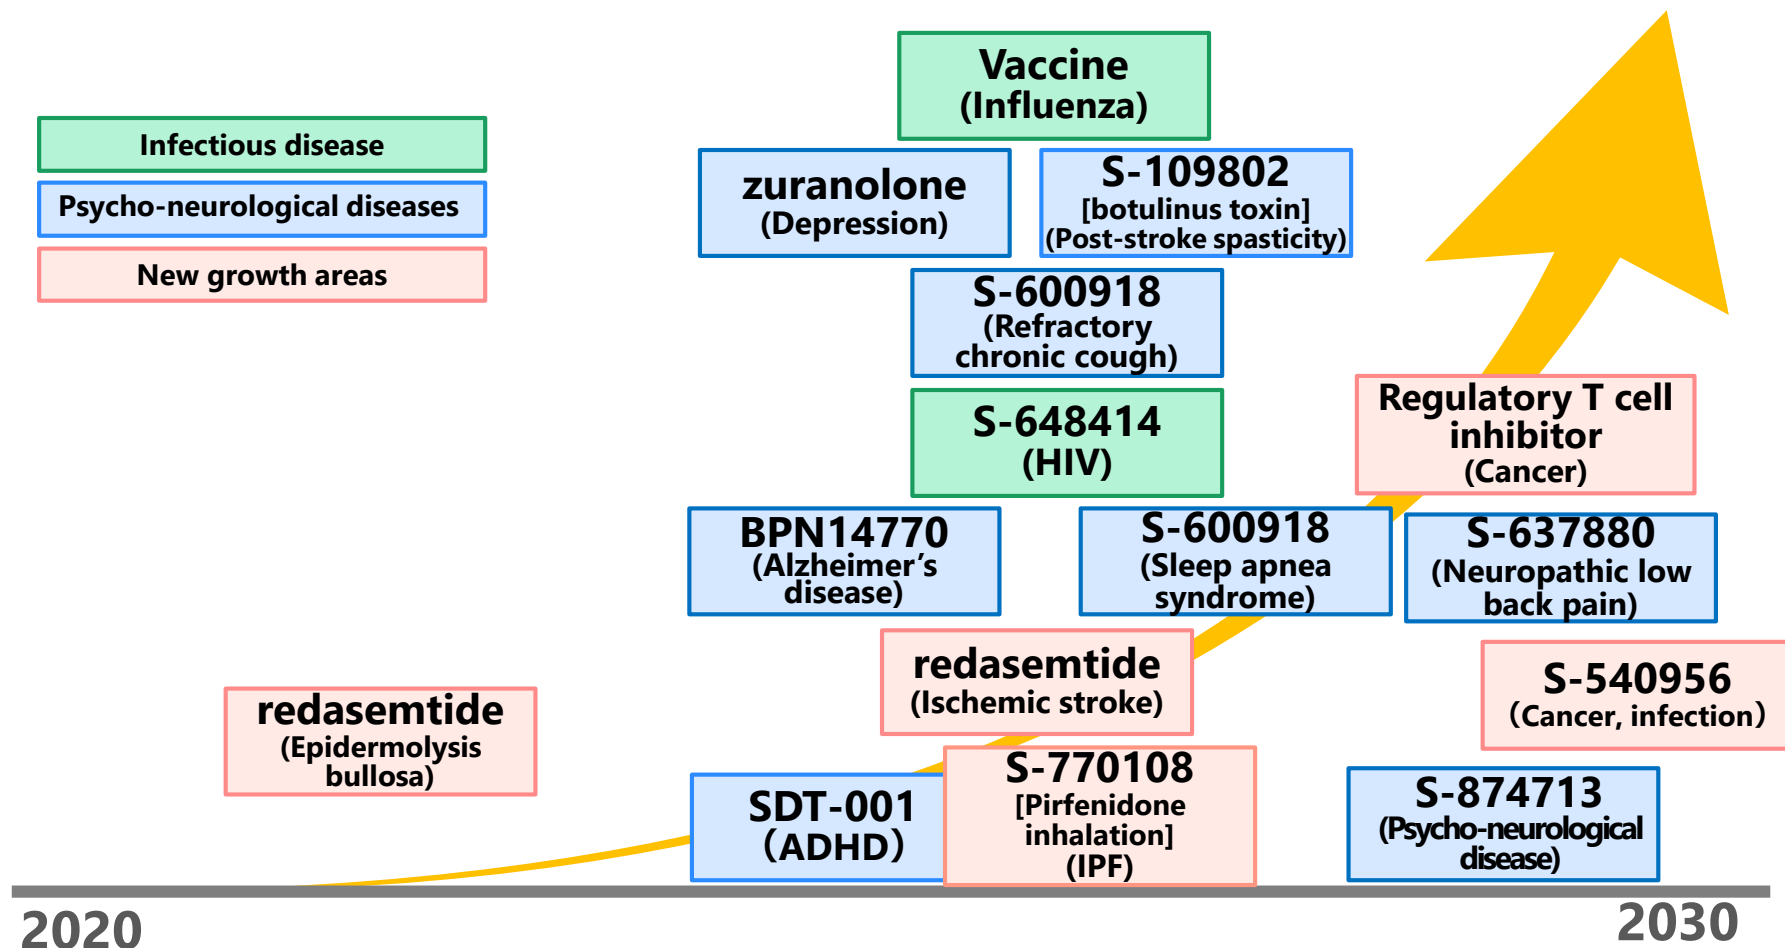 Infectious disease
Psycho-neurological diseases
New growth areas
Vaccine
(Influenza)
zuranolone
(Depression)
S-109802
[botulinus toxin]
(Post-stroke spasticity)
S-600918
(Refractory
chronic cough)
S-648414
(HIV)
Regulatory T cell
inhibitor
(Cancer)
BPN14770
(Alzheimer’s
disease)
S-600918
(Sleep apnea
syndrome)
S-637880
(Neuropathic low
back pain)
redasemtide
(Ischemic stroke)
S-540956
（Cancer, infection）
redasemtide
(Epidermolysis
bullosa)
SDT-001
（ADHD）
S-770108
[Pirfenidone
inhalation]
(IPF)
S-874713
(Psycho-neurological
disease)
2020
2030